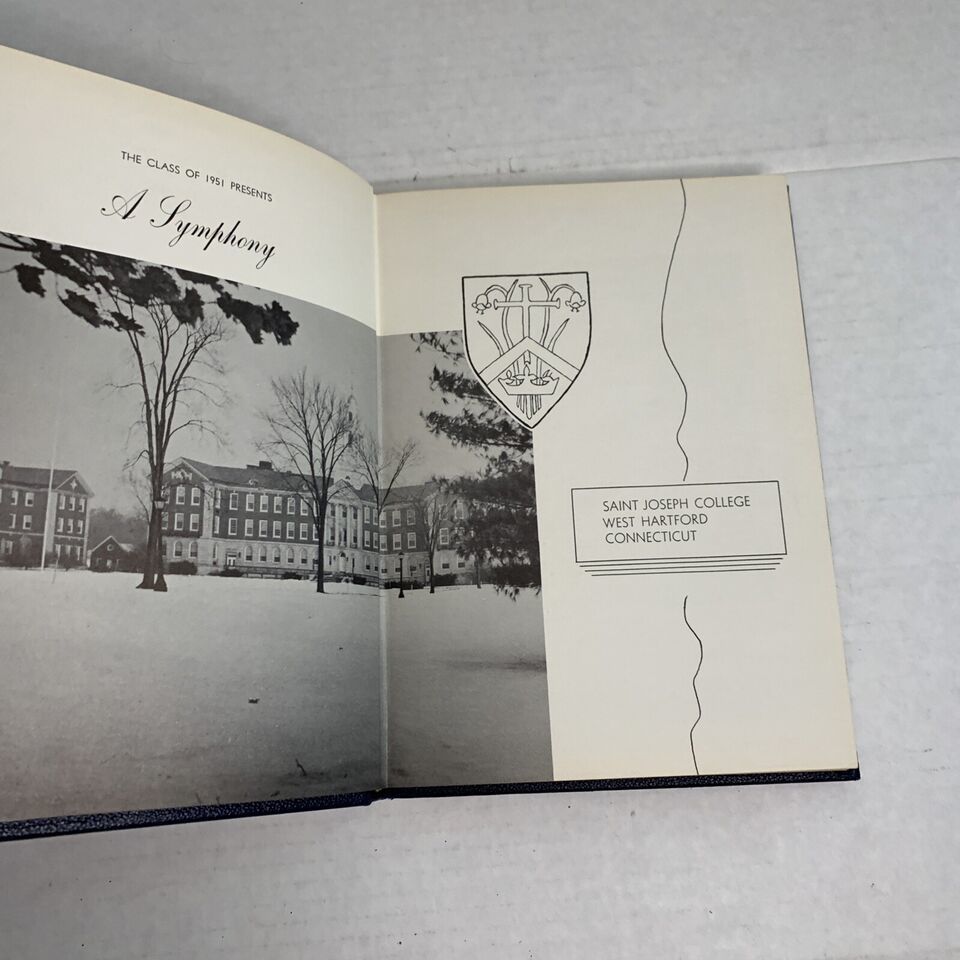 THE CLASS OF 1951 PRESENTS
A Symphony
SAINT JOSEPH COLLEGE
WEST HARTFORD
CONNECTICUT